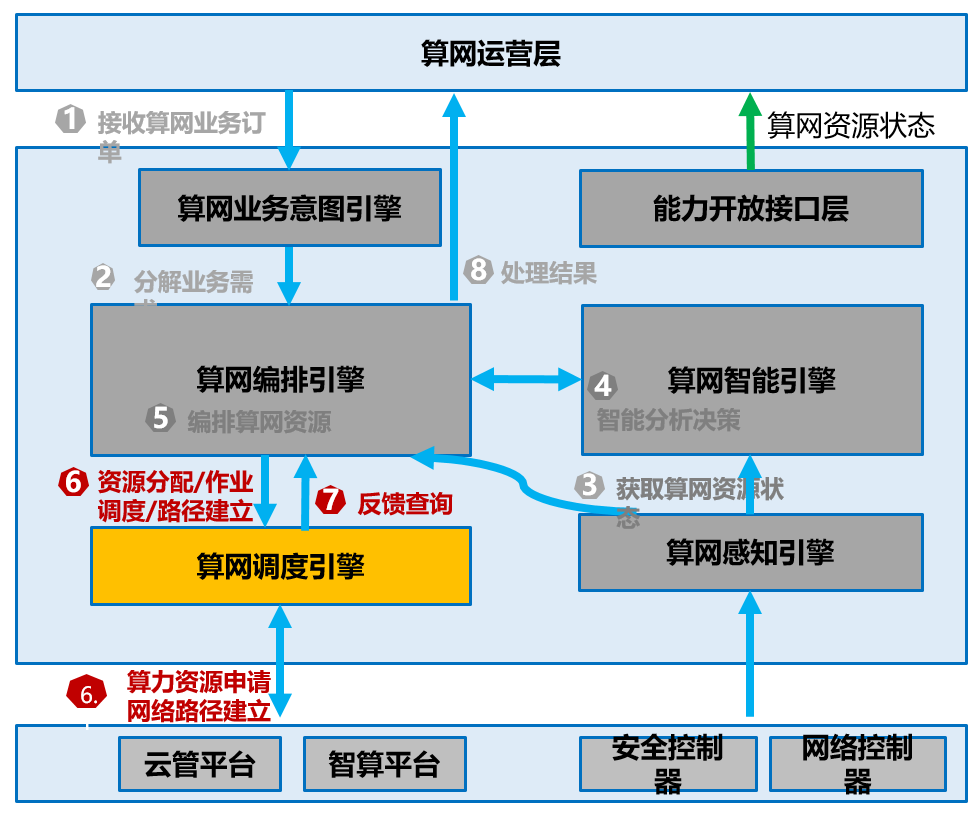 算网运营层
1 接收算网业务订
单
算网资源状态
算网业务意图引擎
能力开放接口层
2 分解业务需
求
8 处理结果
算网编排引擎
算网智能引擎
4
智能分析决策
5 编排算网资源
6 资源分配/作业
调度/路径建立
7 反馈查询
3 获取算网资源状
态
算网调度引擎
算网感知引擎
6. 算力资源申请
网络路径建立
云管平台
智算平台
安全控制
器
网络控制
器